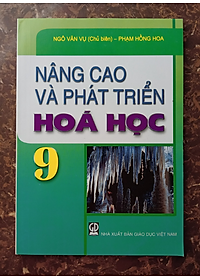 NGÔ VĂN VỤ (Chủ biên) – PHẠM HỒNG HOA
NÂNG CAO
VÀ PHÁT TRIỂN
HOÁ HỌC
9
NHÀ XUẤT BẢN GIÁO DỤC VIỆT NAM